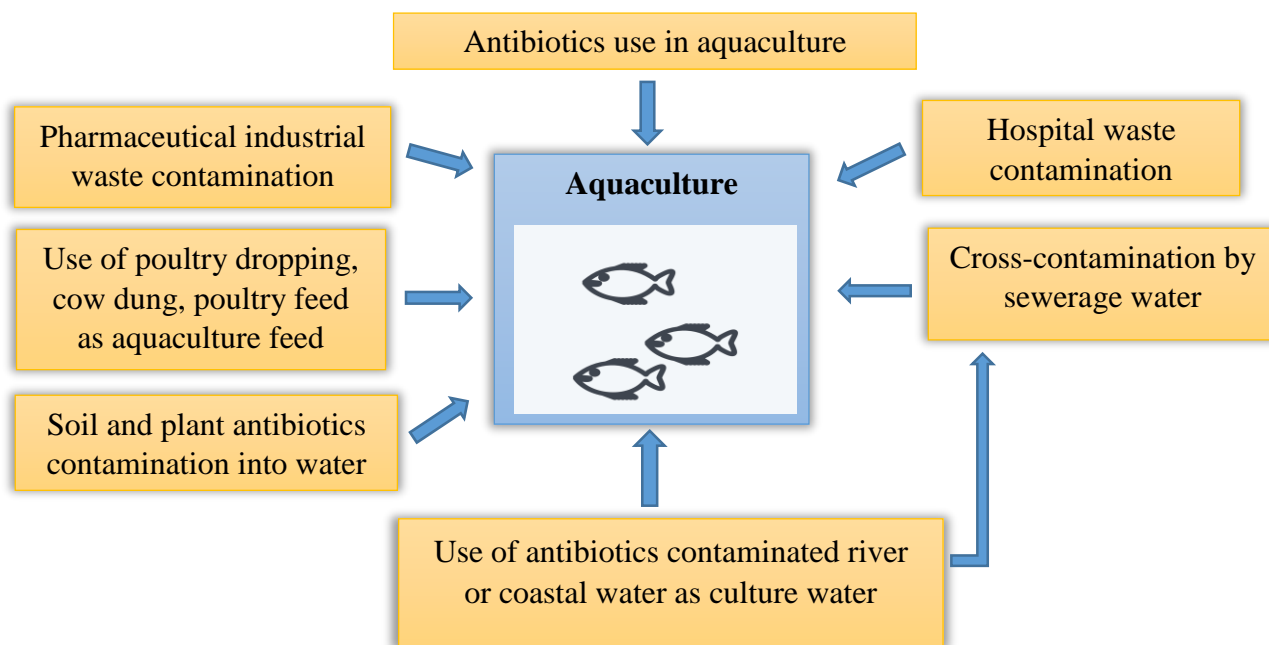 Antibiotics use in aquaculture
Pharmaceutical industrial
waste contamination
Hospital waste
contamination
Aquaculture
Use of poultry dropping,
cow dung, poultry feed
as aquaculture feed
Cross-contamination by
sewerage water
Soil and plant antibiotics
contamination into water
Use of antibiotics contaminated river
or coastal water as culture water